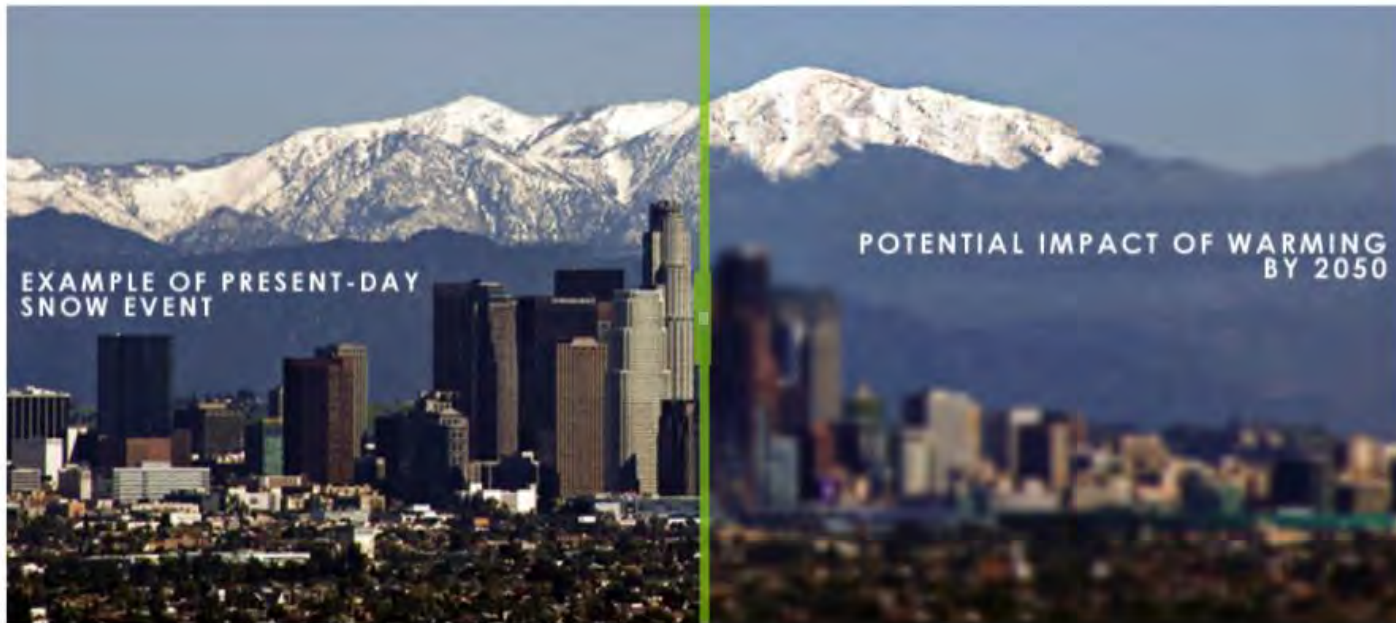 EXAMPLE OF PRESENT-DAY
SNOW EVENT
POTENTIAL IMPACT OF WARMING
BY 2050